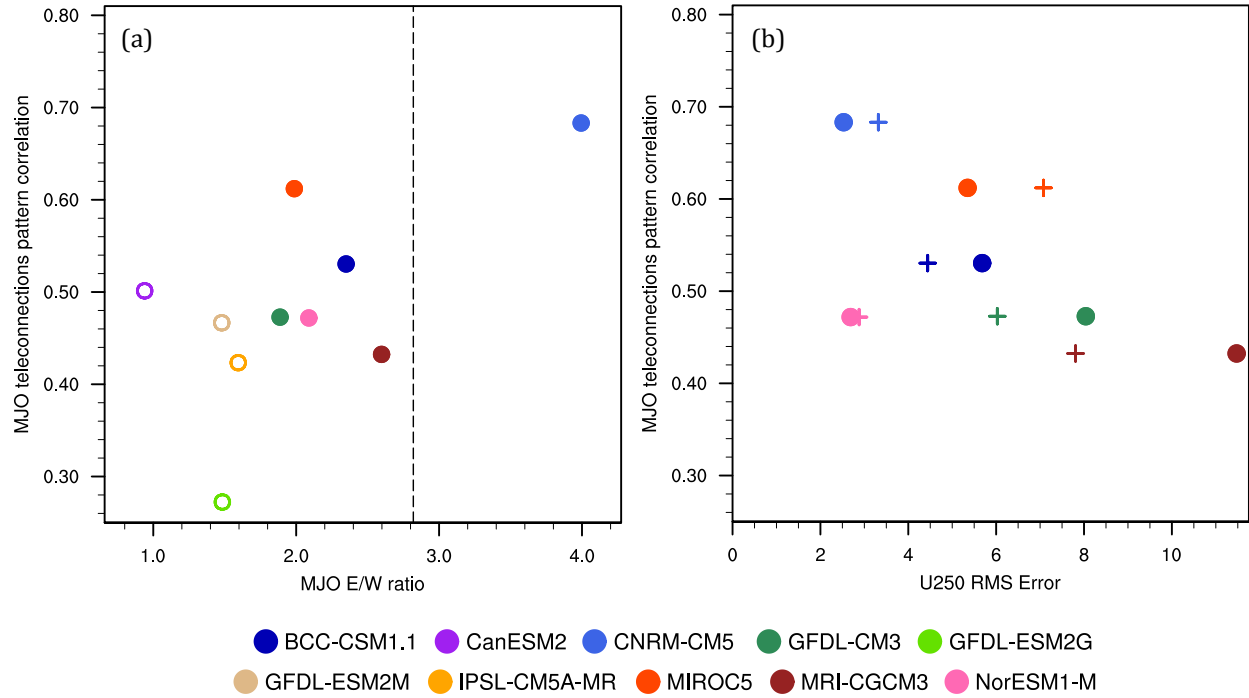 (a)
0.80
0.70
0.60
0.50
0.40
0.30
MJO teleconnections pattern correlation
1.0 2.0 3.0 4.0
MJO E/W ratio
(b)
0.80
0.70
0.60
0.50
0.40
0.30
MJO teleconnections pattern correlation
0 2 4 6 8 10
U250 RMS Error
BCC-CSM1.1 CanESM2 CNRM-CM5 GFDL-CM3 GFDL-ESM2G
GFDL-ESM2M IPSL-CM5A-MR MIROC5 MRI-CGCM3 NorESM1-M